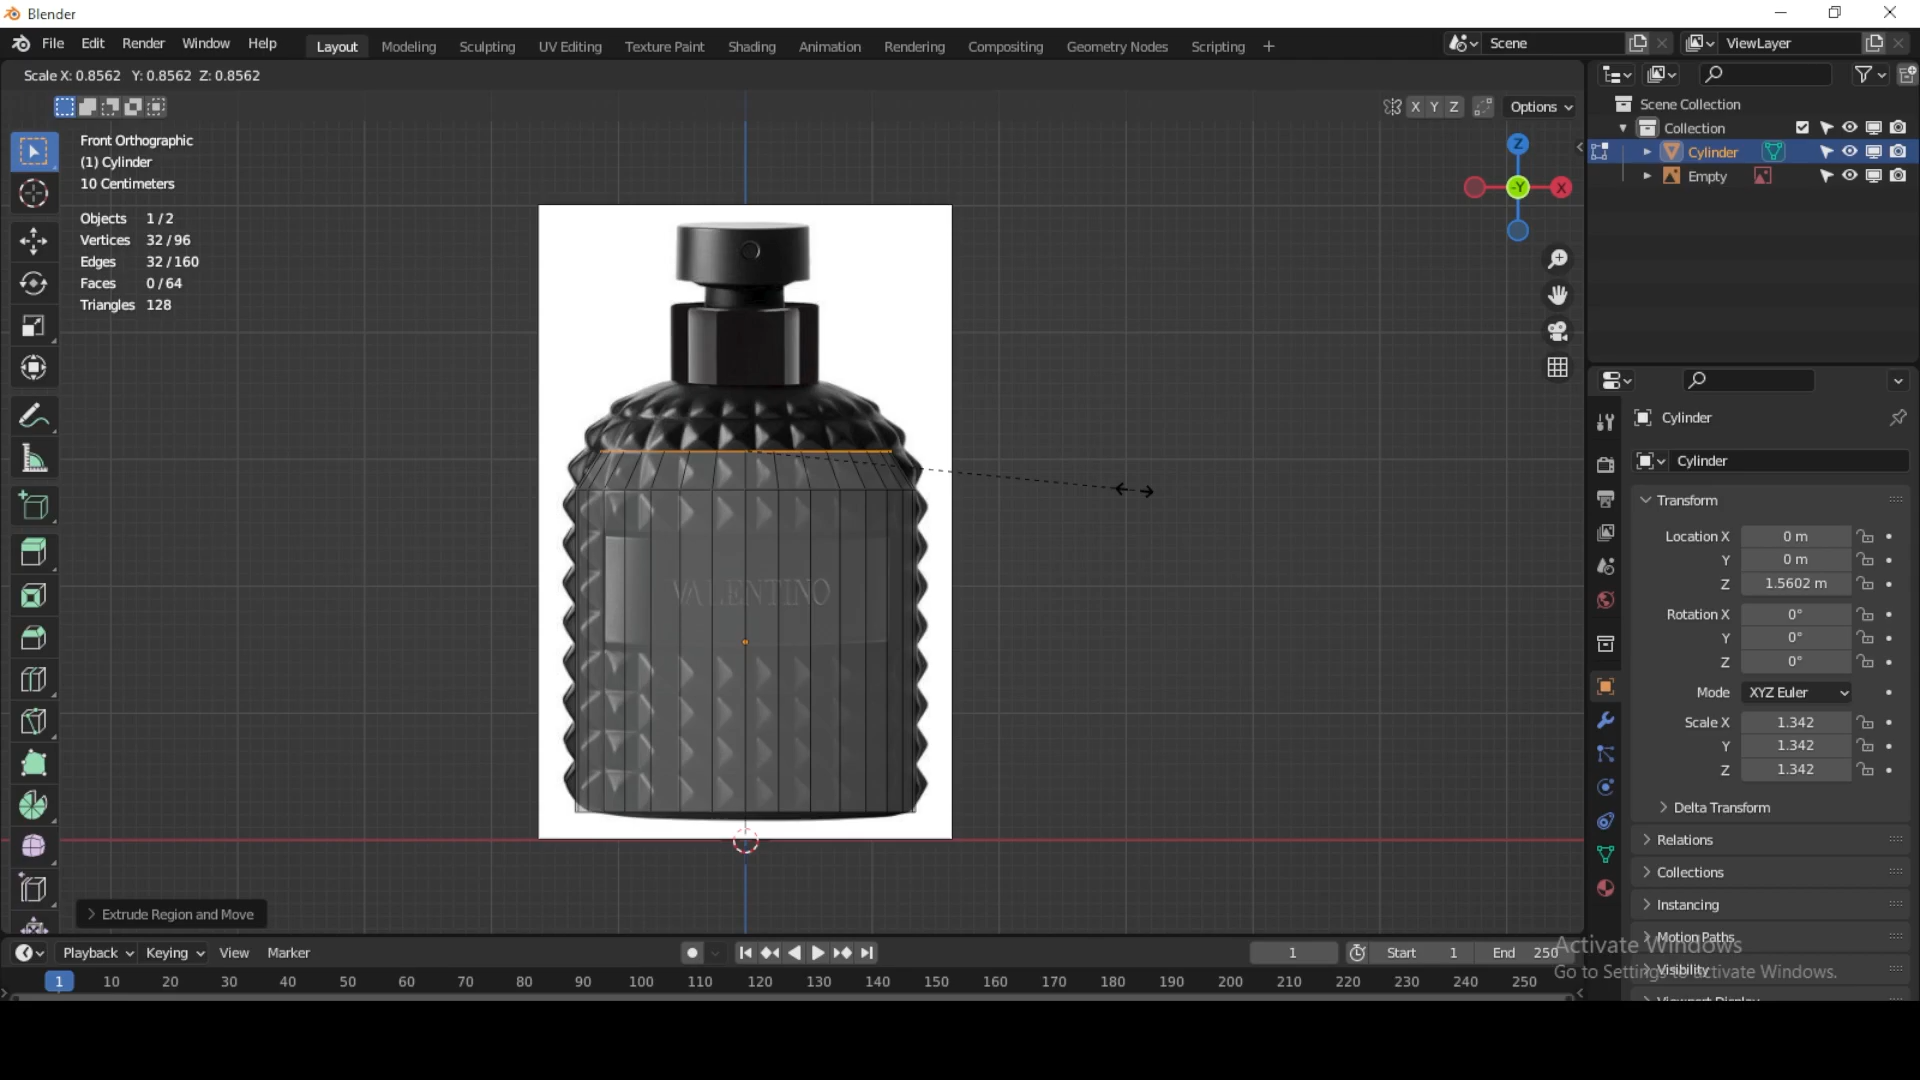 Blender
File Edit Render Window Help Layout Modeling Sculpting UV Editing Texture Paint Shading Animation Rendering Compositing Geometry Nodes Scripting + Scene ViewLayer
Scale X: 0.8562 Y: 0.8562 Z: 0.8562
X Y Z Options
Front Orthographic
(1) Cylinder
10 Centimeters
Objects 1/2
Vertices 32/96
Edges 32/160
Faces 0/64
Triangles 128
Z
-Y
X
VALENTINO
Extrude Region and Move
Scene Collection
Collection
Cylinder
Empty
Cylinder
Cylinder
Transform
Location X 0 m
Y 0 m
Z 1.5602 m
Rotation X 0°
Y 0°
Z 0°
Mode XYZ Euler
Scale X 1.342
Y 1.342
Z 1.342
Delta Transform
Relations
Collections
Instancing
Motion Paths
Visibility
Viewport Display
Activate Windows
Go to Settings to activate Windows.
Playback Keying View Marker 1 Start 1 End 250
1 10 20 30 40 50 60 70 80 90 100 110 120 130 140 150 160 170 180 190 200 210 220 230 240 250